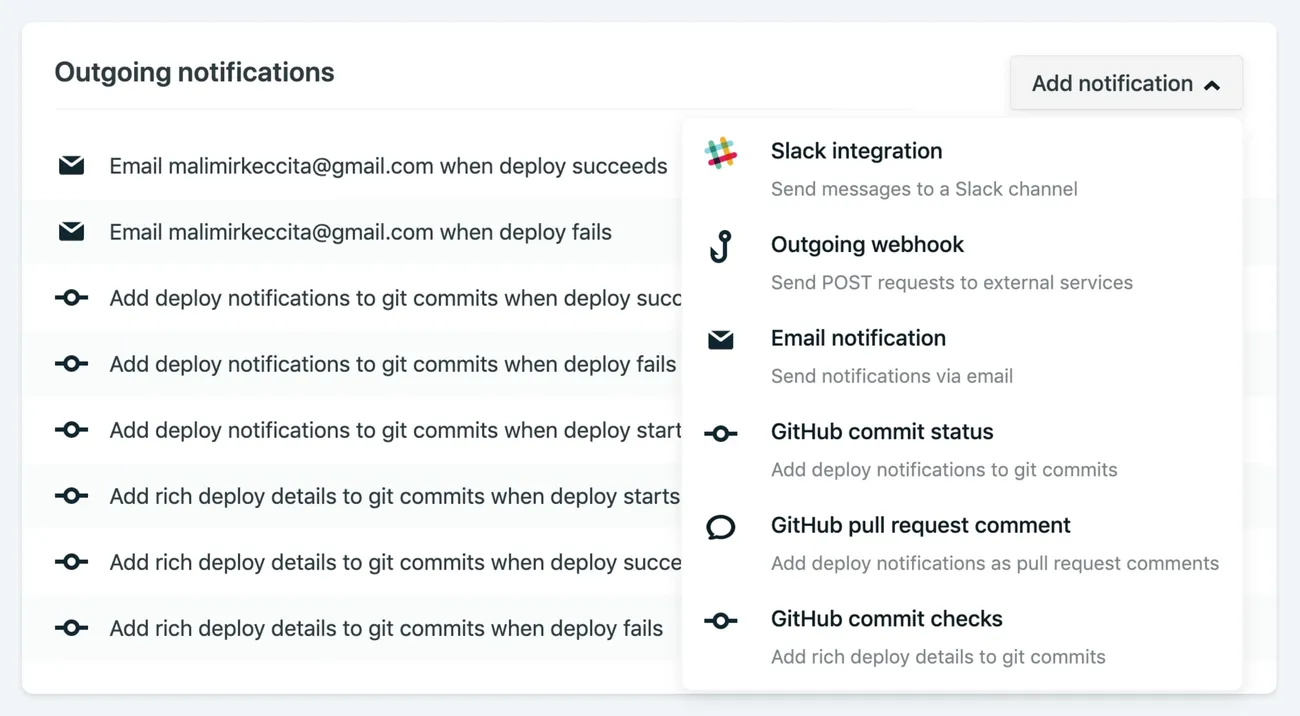 Outgoing notifications
Add notification
Email malimirkeccita@gmail.com when deploy succeeds
Email malimirkeccita@gmail.com when deploy fails
Add deploy notifications to git commits when deploy succ
Add deploy notifications to git commits when deploy fails
Add deploy notifications to git commits when deploy start
Add rich deploy details to git commits when deploy starts
Add rich deploy details to git commits when deploy succe
Add rich deploy details to git commits when deploy fails
Slack integration
Send messages to a Slack channel
Outgoing webhook
Send POST requests to external services
Email notification
Send notifications via email
GitHub commit status
Add deploy notifications to git commits
GitHub pull request comment
Add deploy notifications as pull request comments
GitHub commit checks
Add rich deploy details to git commits